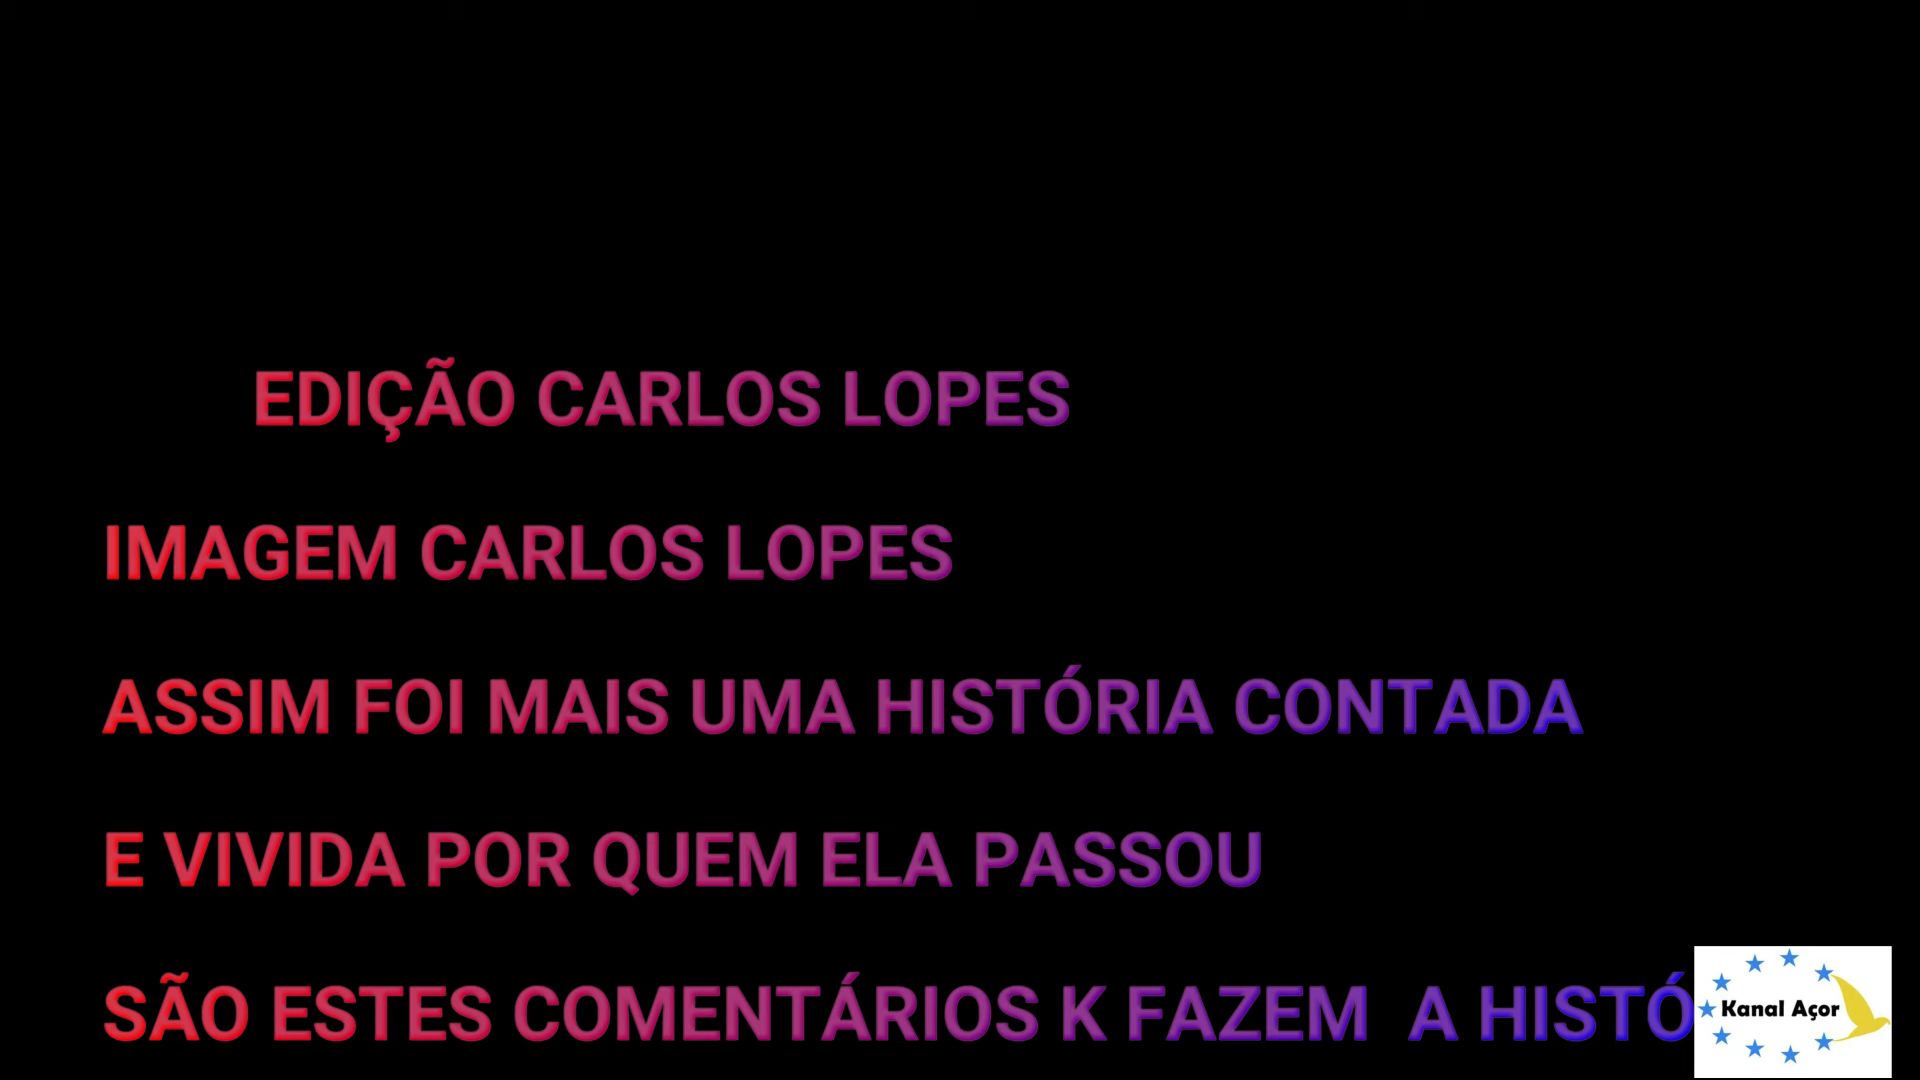 EDIÇÃO CARLOS LOPES
IMAGEM CARLOS LOPES
ASSIM FOI MAIS UMA HISTÓRIA CONTADA
E VIVIDA POR QUEM ELA PASSOU
SÃO ESTES COMENTÁRIOS K FAZEM A HISTÓ
Kanal Açor